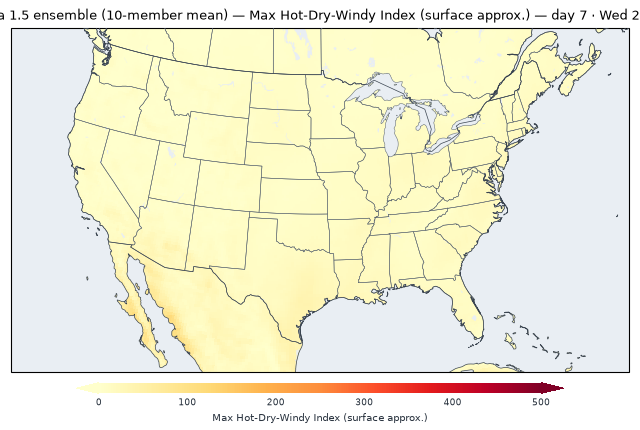 a 1.5 ensemble (10-member mean) — Max Hot-Dry-Windy Index (surface approx.) — day 7 · Wed 2
0 100 200 300 400 500
Max Hot-Dry-Windy Index (surface approx.)